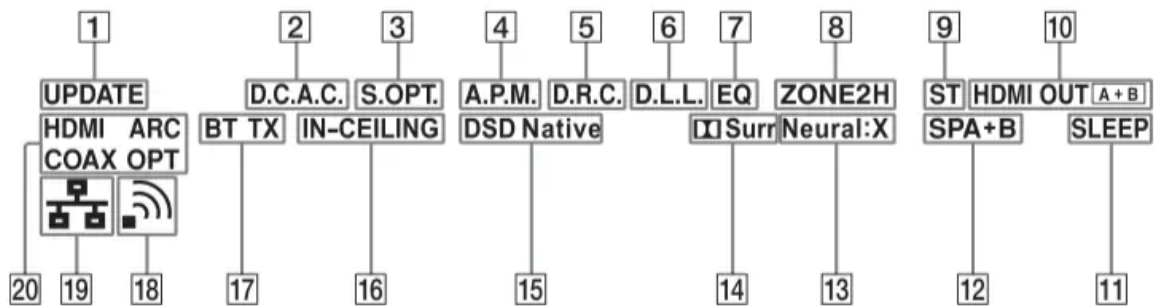 1 2 3 4 5 6 7 8 9 10
UPDATE D.C.A.C. S.OPT. A.P.M. D.R.C. D.L.L. EQ ZONE2H ST HDMI OUT A + B
HDMI ARC BT TX IN-CEILING DSD Native Surr Neural:X SPA+B SLEEP
COAX OPT
20 19 18 17 16 15 14 13 12 11